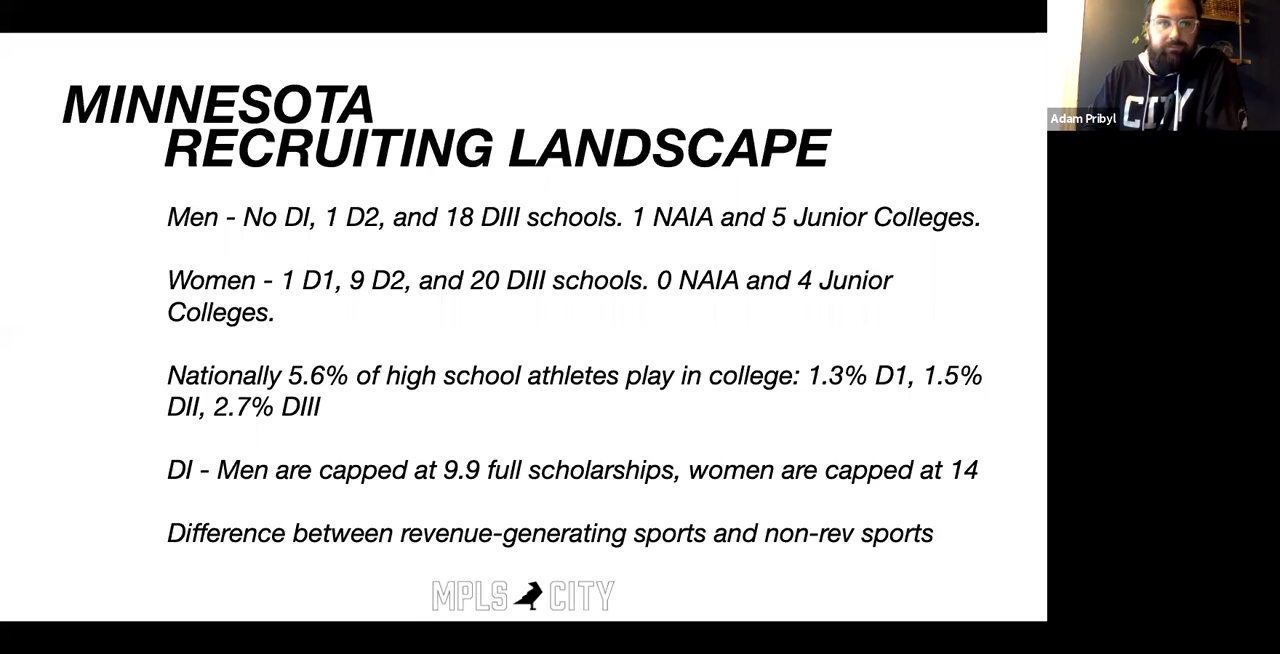 MINNESOTA
RECRUITING LANDSCAPE
Men - No DI, 1 D2, and 18 DIII schools. 1 NAIA and 5 Junior Colleges.
Women - 1 D1, 9 D2, and 20 DIII schools. 0 NAIA and 4 Junior
Colleges.
Nationally 5.6% of high school athletes play in college: 1.3% D1, 1.5%
DII, 2.7% DIII
DI - Men are capped at 9.9 full scholarships, women are capped at 14
Difference between revenue-generating sports and non-rev sports
MPLS CITY
CITY
Adam Pribyl